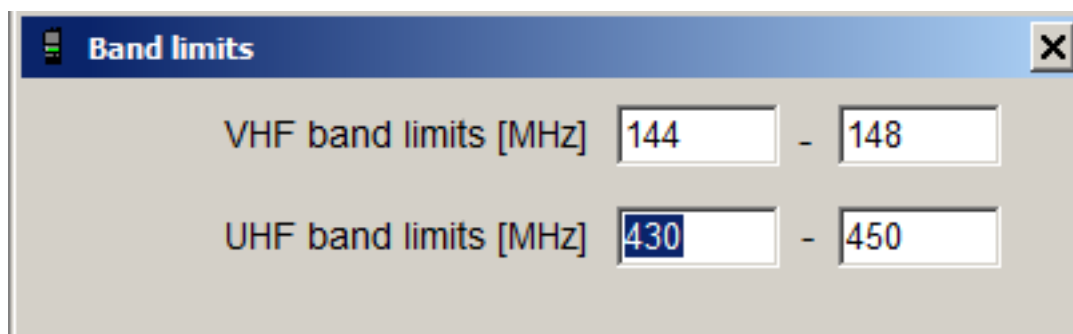 Band limits
VHF band limits [MHz] 144 - 148
UHF band limits [MHz] 430 - 450